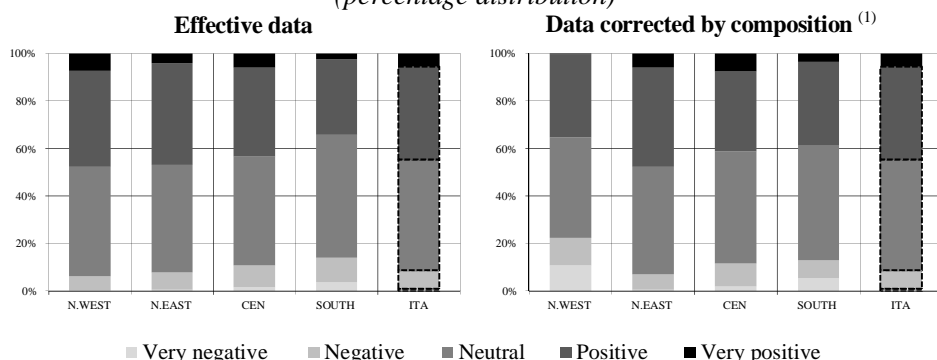 (percentage distribution)
Effective data
Data corrected by composition (1)
100%
80%
60%
40%
20%
0%
N.WEST N.EAST CEN SOUTH ITA
100%
80%
60%
40%
20%
0%
N.WEST N.EAST CEN SOUTH ITA
Very negative Negative Neutral Positive Very positive